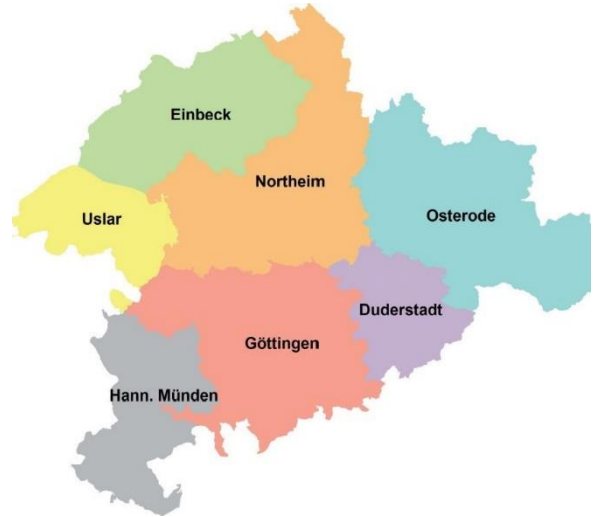 Einbeck
Northeim
Uslar
Osterode
Duderstadt
Göttingen
Hann. Münden